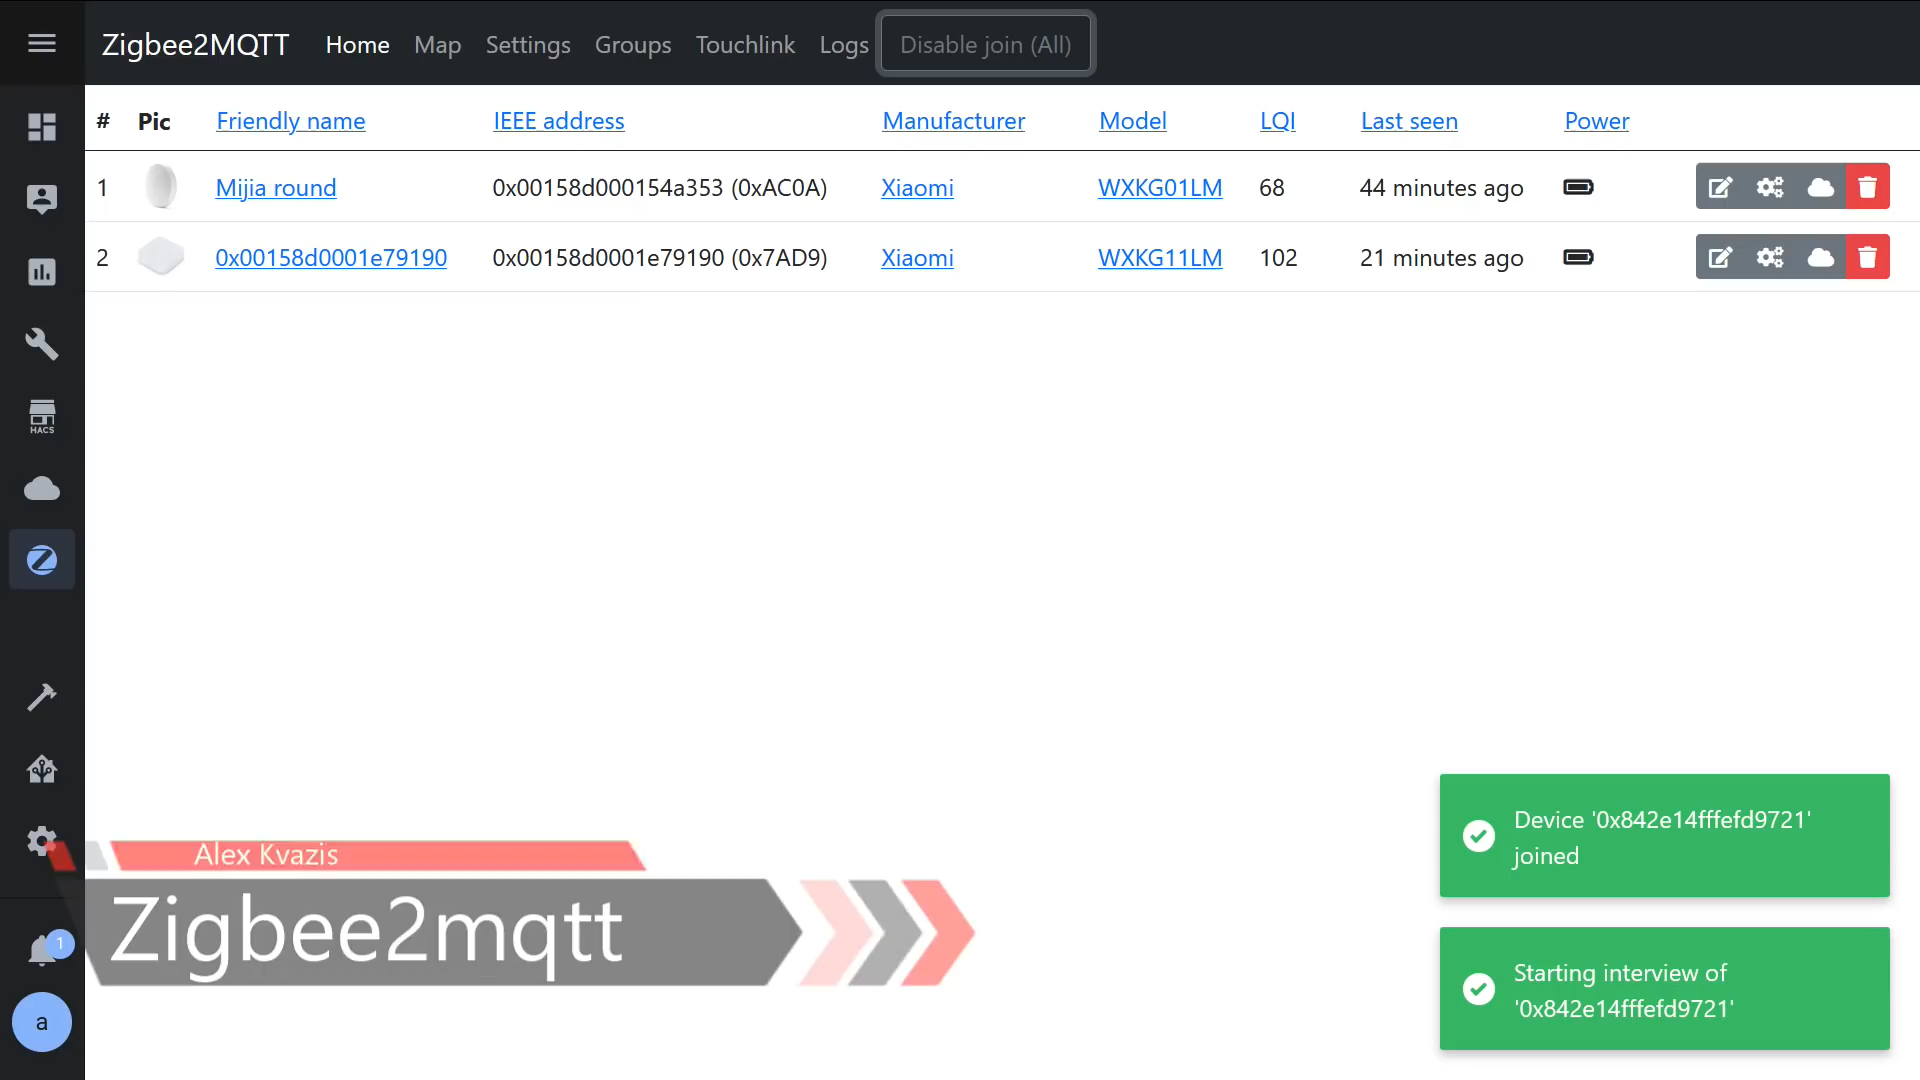 Zigbee2MQTT Home Map Settings Groups Touchlink Logs Disable join (All)
# Pic Friendly name IEEE address Manufacturer Model LQI Last seen Power
1 Mijia round 0x00158d000154a353 (0xAC0A) Xiaomi WXKG01LM 68 44 minutes ago
2 0x00158d0001e79190 0x00158d0001e79190 (0x7AD9) Xiaomi WXKG11LM 102 21 minutes ago
HACS
Device '0x842e14fffefd9721'
joined
Alex Kvazis
Zigbee2mqtt
Starting interview of
'0x842e14fffefd9721'
1
a